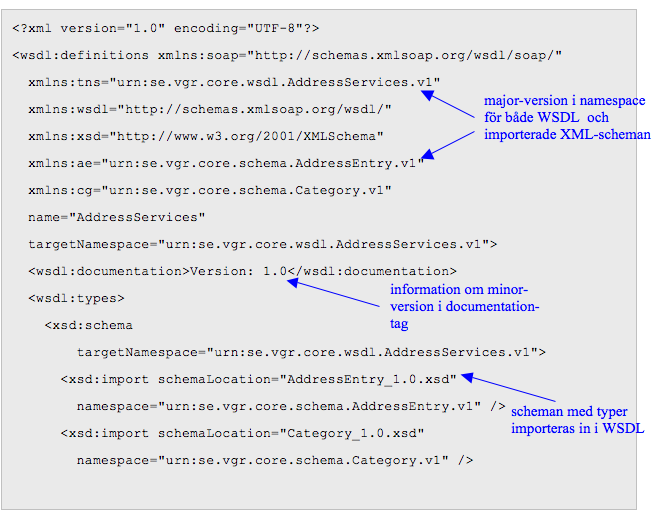 <?xml version="1.0" encoding="UTF-8"?>
<wsdl:definitions xmlns:soap="http://schemas.xmlsoap.org/wsdl/soap/"
xmlns:tns="urn:se.vgr.core.wsdl.AddressServices.v1"
xmlns:wsdl="http://schemas.xmlsoap.org/wsdl/"
xmlns:xsd="http://www.w3.org/2001/XMLSchema"
xmlns:ae="urn:se.vgr.core.schema.AddressEntry.v1"
xmlns:cg="urn:se.vgr.core.schema.Category.v1"
name="AddressServices"
targetNamespace="urn:se.vgr.core.wsdl.AddressServices.v1">
<wsdl:documentation>Version: 1.0</wsdl:documentation>
<wsdl:types>
<xsd:schema
targetNamespace="urn:se.vgr.core.wsdl.AddressServices.v1">
<xsd:import schemaLocation="AddressEntry_1.0.xsd"
namespace="urn:se.vgr.core.schema.AddressEntry.v1" />
<xsd:import schemaLocation="Category_1.0.xsd"
namespace="urn:se.vgr.core.schema.Category.v1" />
major-version i namespace
för både WSDL och
importerade XML-scheman
information om minor-
version i documentation-
tag
scheman med typer
importeras in i WSDL